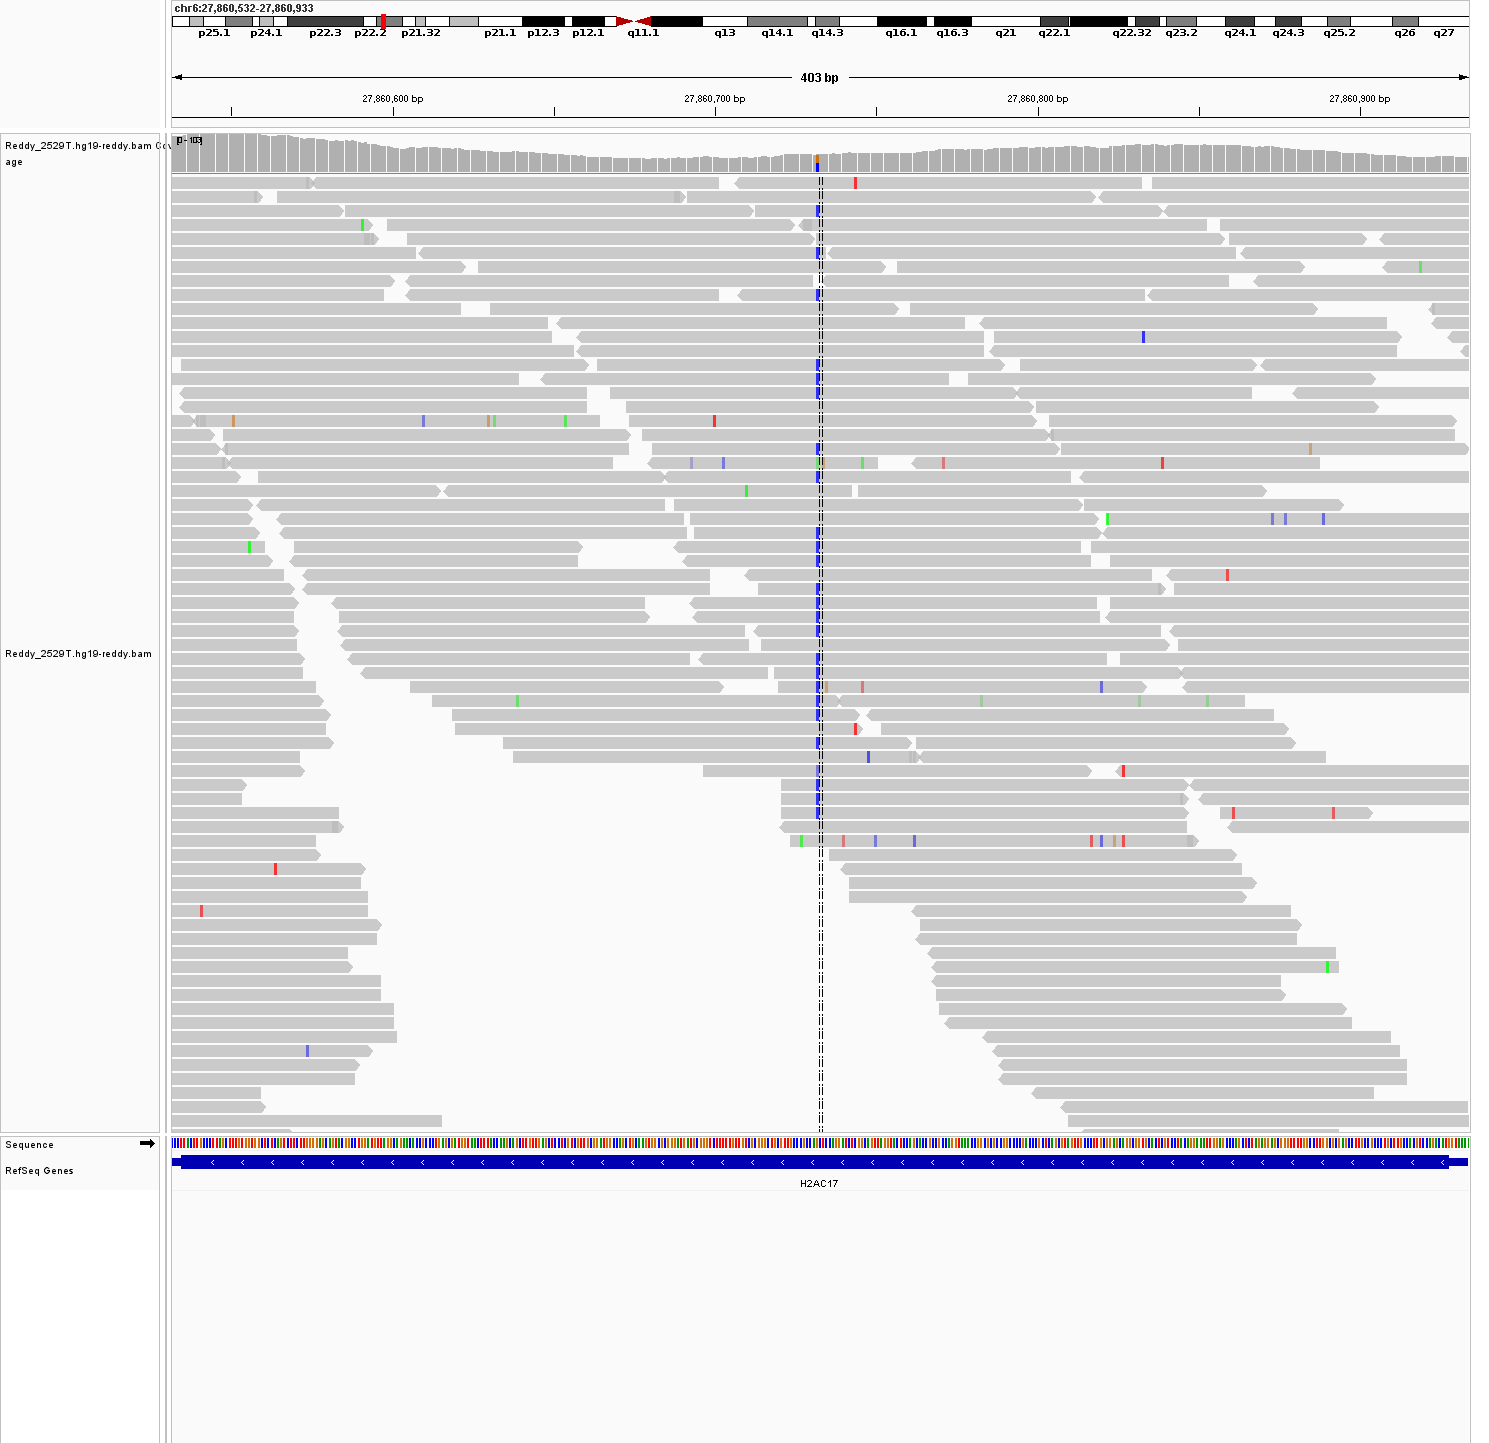 chr6:27,860,532-27,860,933
p25.1 p24.1 p22.3 p22.2 p21.32 p21.1 p12.3 p12.1 q11.1 q13 q14.1 q14.3 q16.1 q16.3 q21 q22.1 q22.32 q23.2 q24.1 q24.3 q25.2 q26 q27
403 bp
27,860,600 bp 27,860,700 bp 27,860,800 bp 27,860,900 bp
[0 - 103]
Reddy_2529T.hg19-reddy.bam Cov
age
Reddy_2529T.hg19-reddy.bam
Sequence
RefSeq Genes
H2AC17